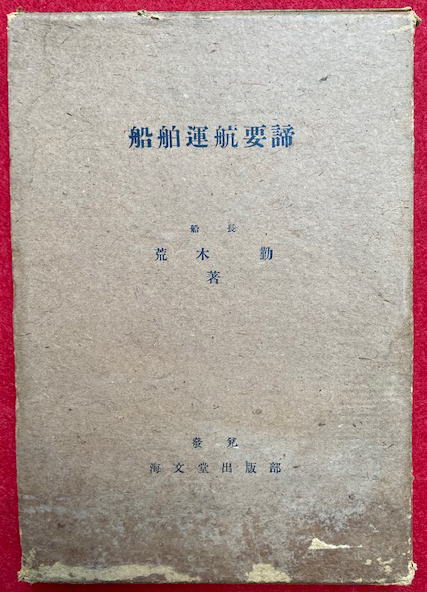 船舶運航要諦
船長
荒木勤
著
發兌
海文堂出版部